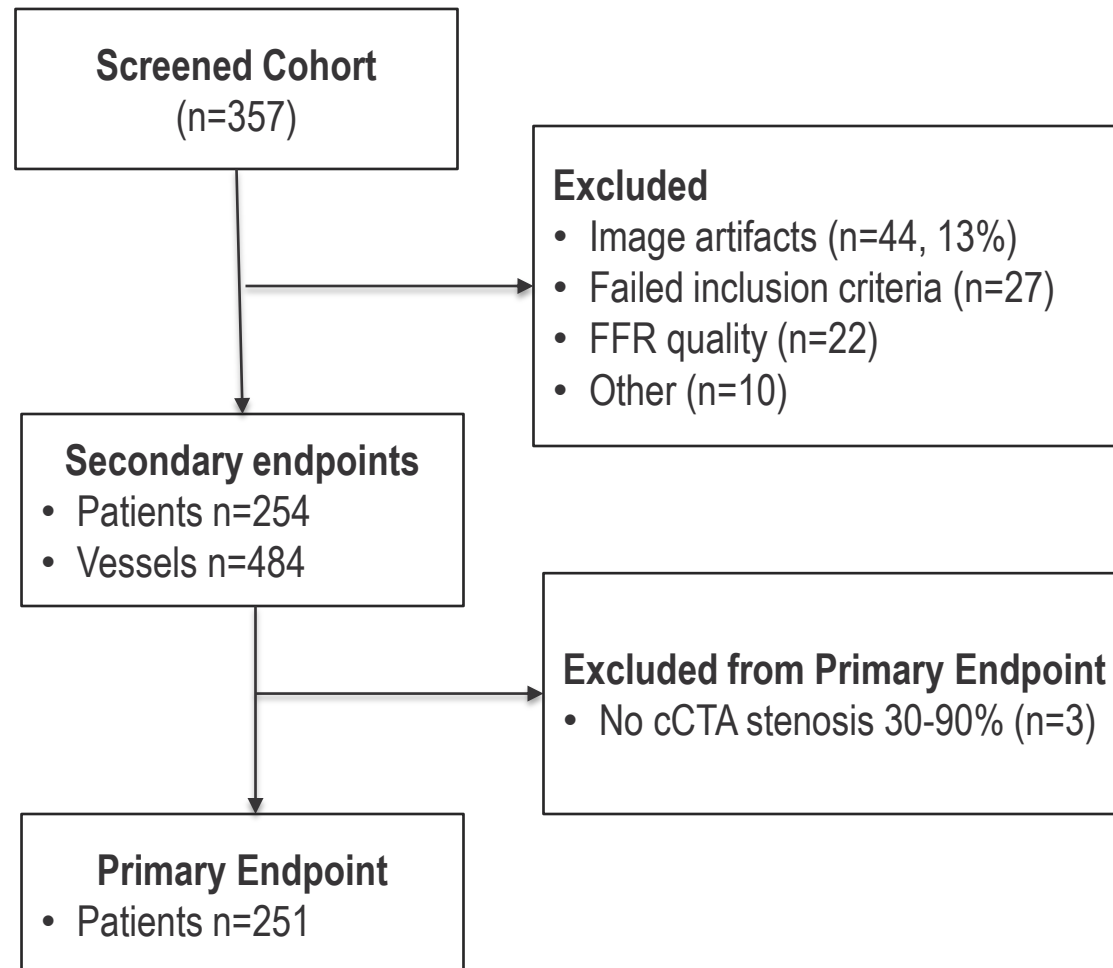 Screened Cohort
(n=357)
Excluded
• Image artifacts (n=44, 13%)
• Failed inclusion criteria (n=27)
• FFR quality (n=22)
• Other (n=10)
Secondary endpoints
• Patients n=254
• Vessels n=484
Excluded from Primary Endpoint
• No cCTA stenosis 30-90% (n=3)
Primary Endpoint
• Patients n=251